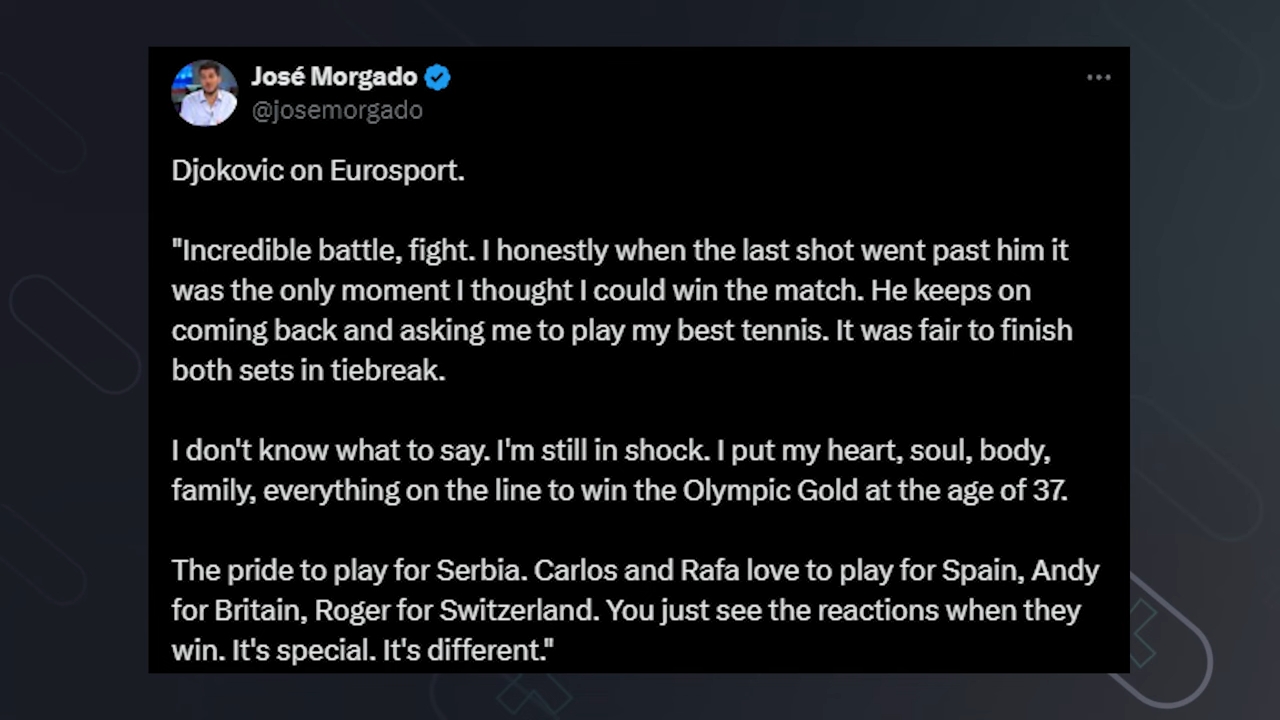 José Morgado
@josemorgado
Djokovic on Eurosport.
"Incredible battle, fight. I honestly when the last shot went past him it
was the only moment I thought I could win the match. He keeps on
coming back and asking me to play my best tennis. It was fair to finish
both sets in tiebreak.
I don't know what to say. I'm still in shock. I put my heart, soul, body,
family, everything on the line to win the Olympic Gold at the age of 37.
The pride to play for Serbia. Carlos and Rafa love to play for Spain, Andy
for Britain, Roger for Switzerland. You just see the reactions when they
win. It's special. It's different."